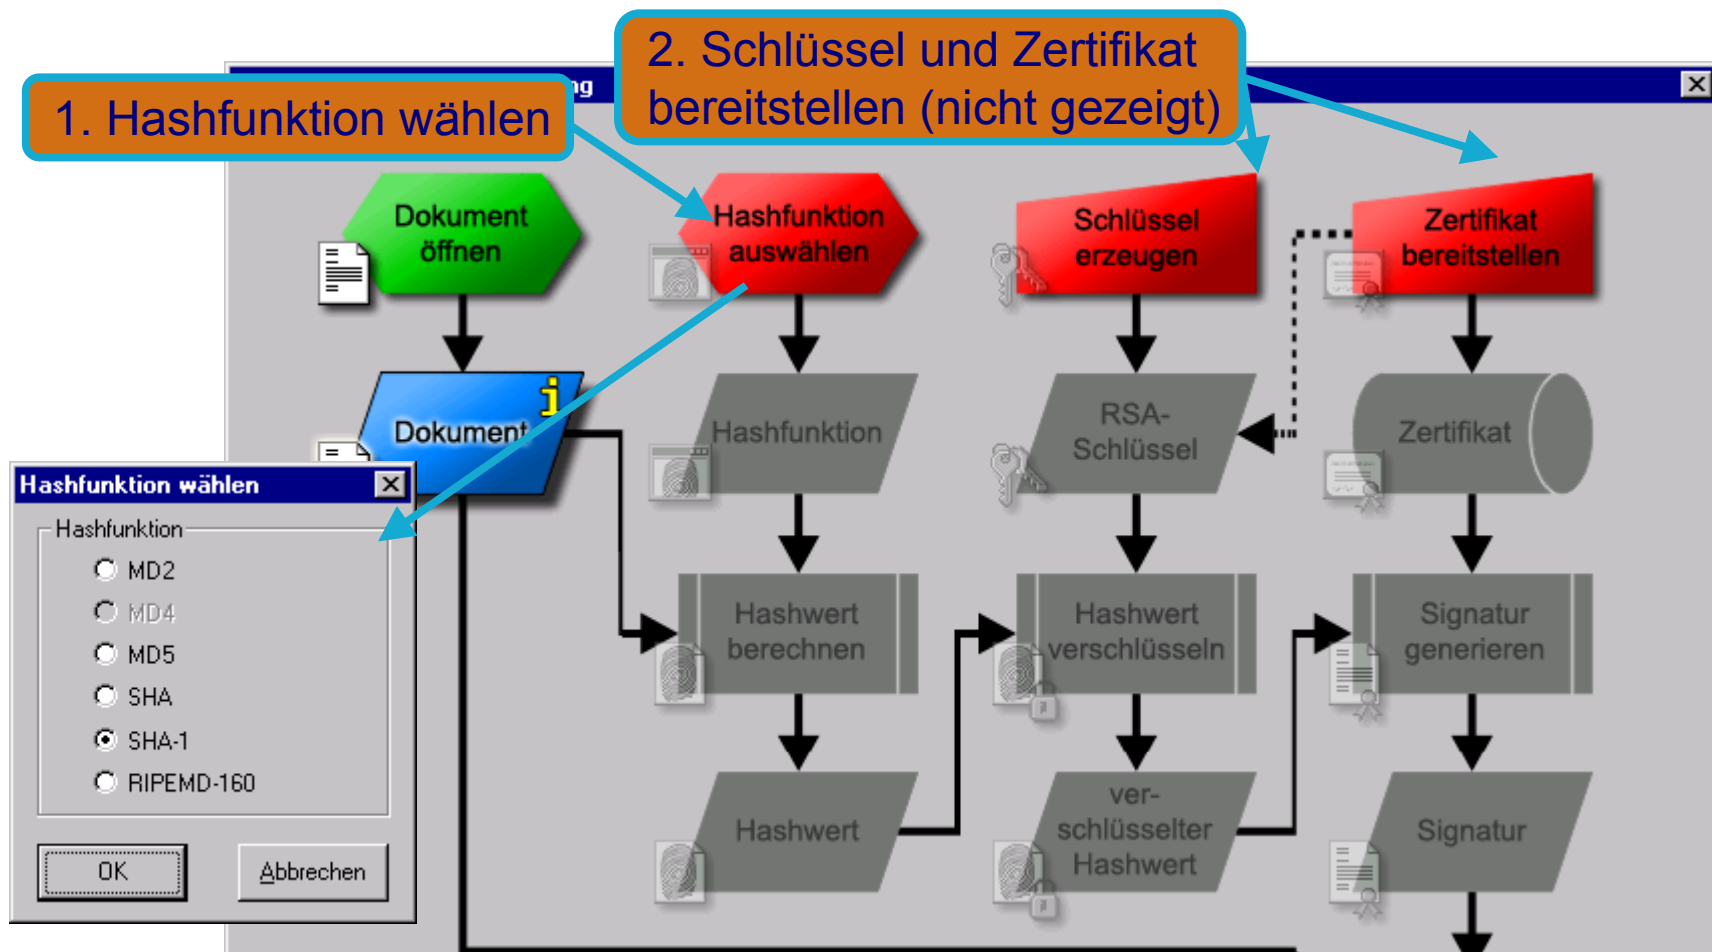 2. Schlüssel und Zertifikat
bereitstellen (nicht gezeigt)
1. Hashfunktion wählen
ng
Dokument
öffnen
Hashfunktion
auswählen
Schlüssel
erzeugen
Zertifikat
bereitstellen
Dokument
i
Hashfunktion
RSA-
Schlüssel
Zertifikat
Hashfunktion wählen
Hashfunktion
MD2
MD4
MD5
SHA
SHA-1
RIPEMD-160
OK
Abbrechen
Hashwert
berechnen
Hashwert
verschlüsseln
Signatur
generieren
Hashwert
ver-
schlüsselter
Hashwert
Signatur